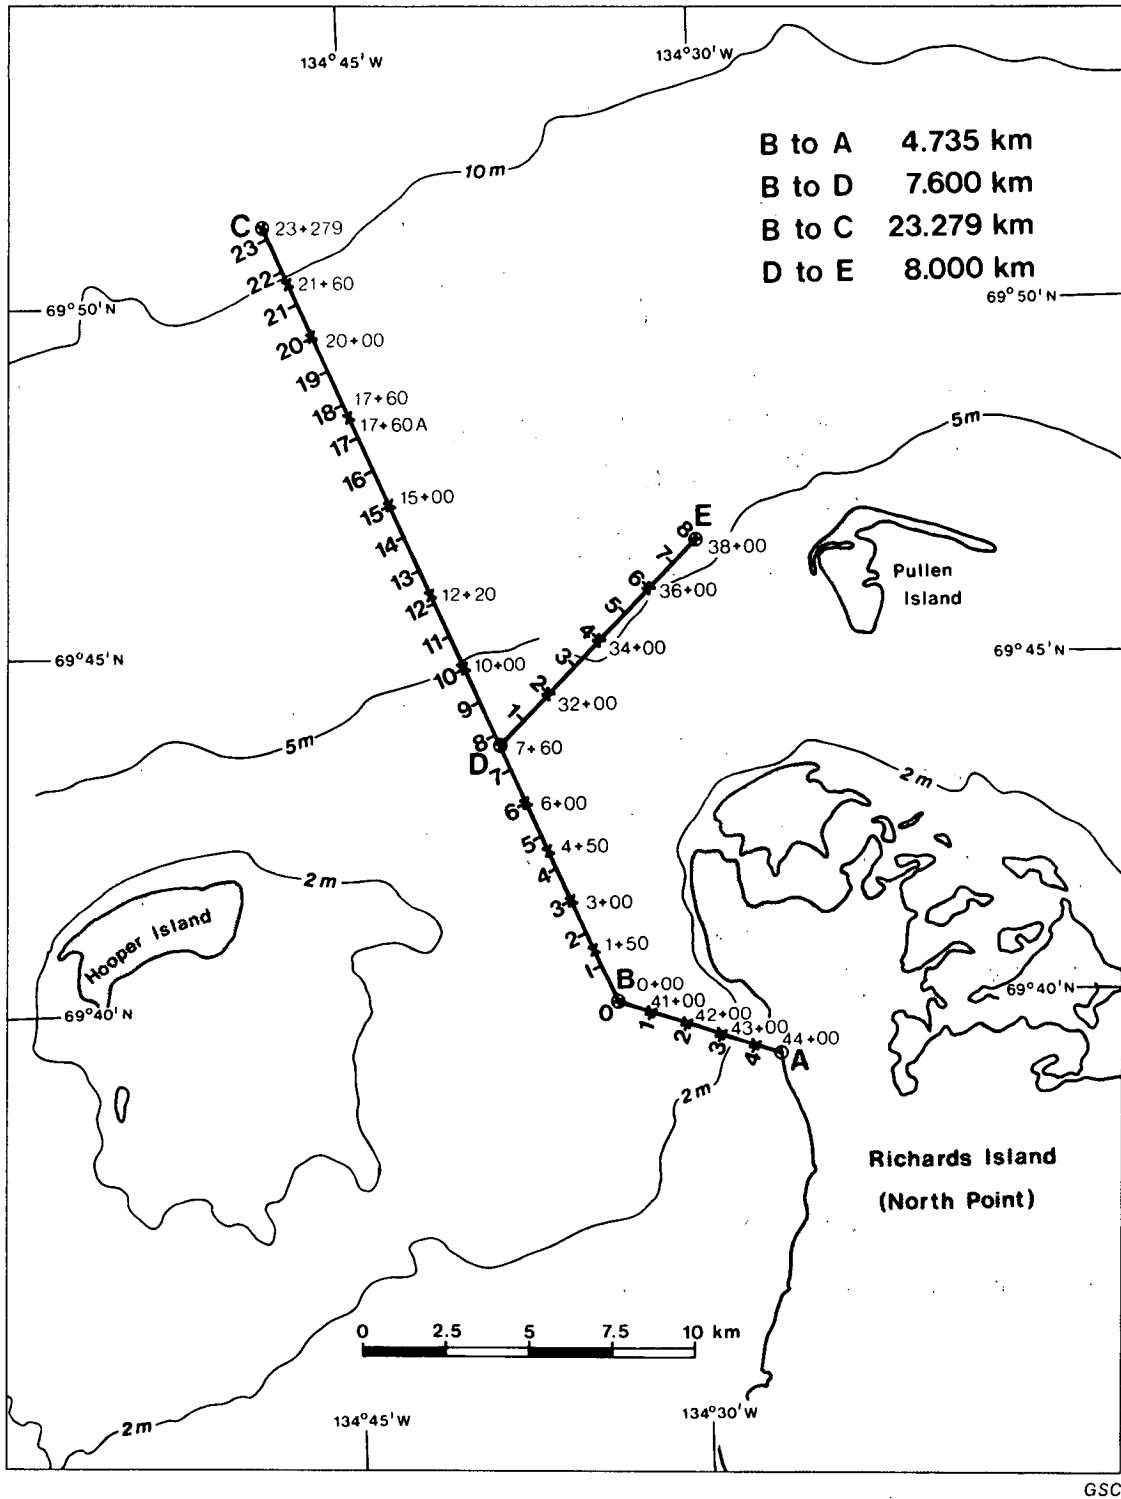 134°45'W
134°30'W
B to A 4.735 km
B to D 7.600 km
B to C 23.279 km
D to E 8.000 km
10m
C
23+279
23
22
21+60
69°50'N
69°50'N
21
20
20+00
19
17+60
18
17+60A
17
5m
16
15+00
15
E
8
38+00
14
7
Pullen
Island
13
6
36+00
12+20
12
5
11
4
34+00
69°45'N
69°45'N
3
10+00
10
2
32+00
9
1
8
7+60
5m
D
7
2m
6
6+00
5
4+50
4
2m
3
3+00
Hooper Island
2
1+50
1
B
0+00
69°40'N
69°40'N
0
41+00
1
42+00
2
43+00
3
44+00
4
A
2m
Richards Island
(North Point)
0 2.5 5 7.5 10 km
134°45'W
134°30'W
2m
GSC